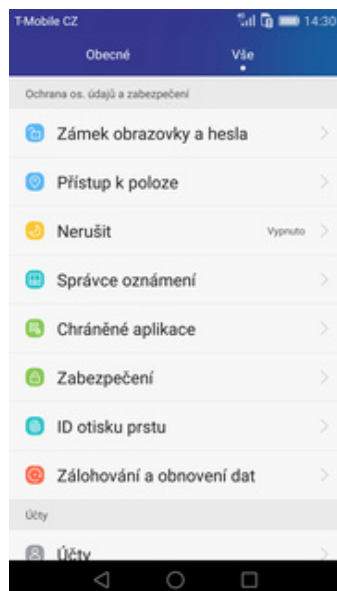 T-Mobile CZ 14:30
Obecné Vše
Ochrana os. údajů a zabezpečení
Zámek obrazovky a hesla
Přístup k poloze
Nerušit Vypnuto
Správce oznámení
Chráněné aplikace
Zabezpečení
ID otisku prstu
Zálohování a obnovení dat
Účty
Účty